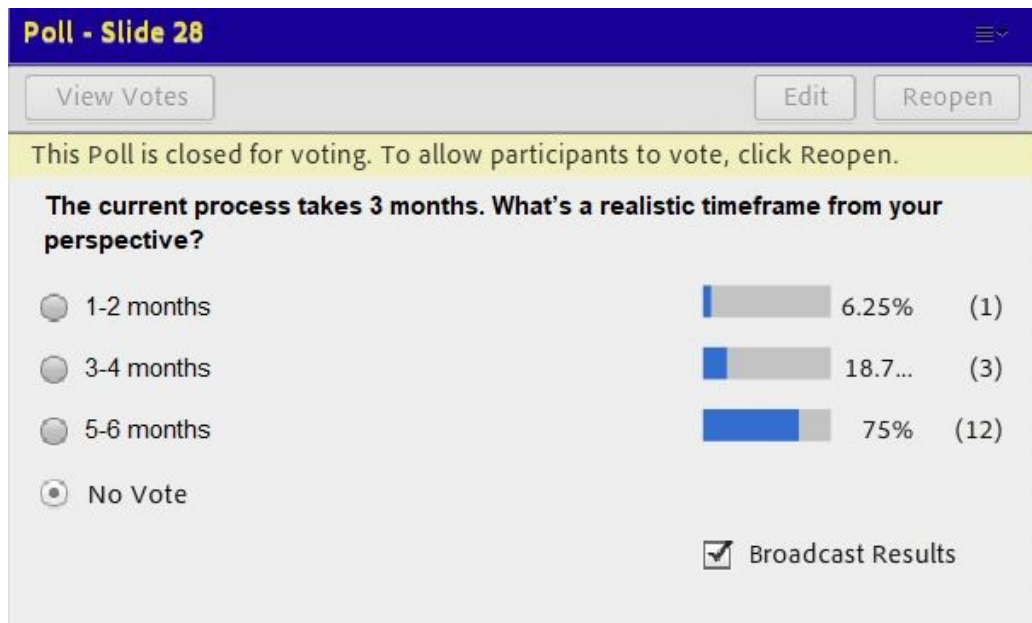 Poll - Slide 28
View Votes Edit Reopen
This Poll is closed for voting. To allow participants to vote, click Reopen.
The current process takes 3 months. What's a realistic timeframe from your
perspective?
1-2 months 6.25% (1)
3-4 months 18.7... (3)
5-6 months 75% (12)
No Vote
Broadcast Results